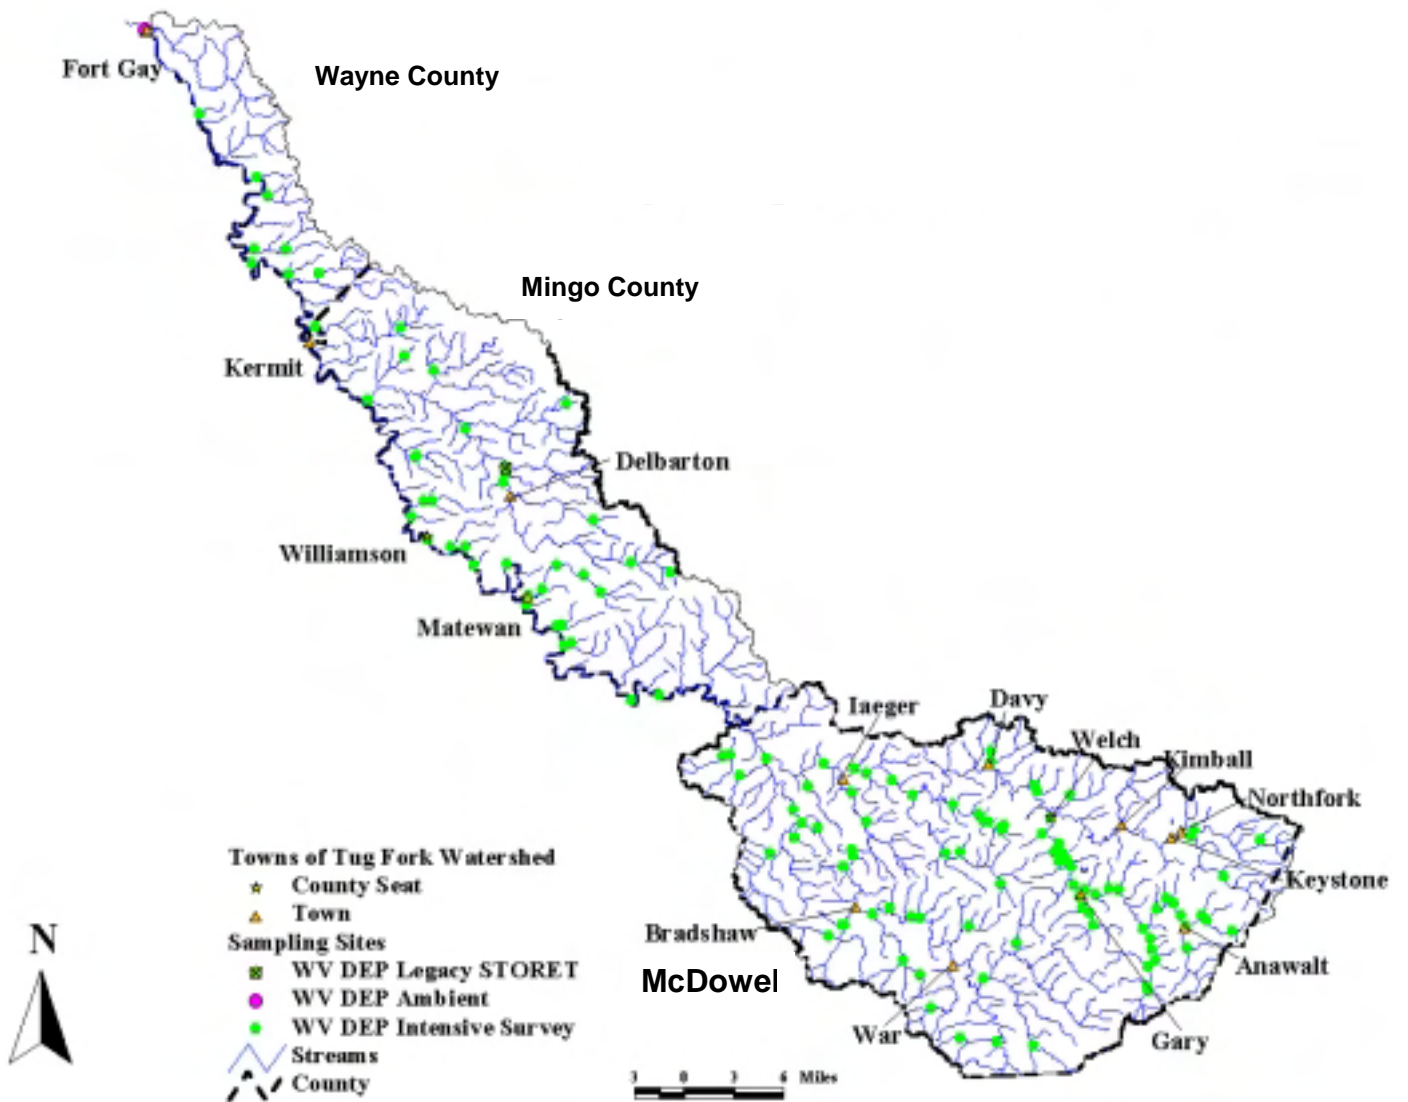 Fort Gay
Wayne County
Mingo County
Kermit
Delbarton
Williamson
Matewan
Iaeger
Davy
Welch
Kimball
Northfork
Keystone
Bradshaw
McDowel
Anawalt
War
Gary
Towns of Tug Fork Watershed
County Seat
Town
Sampling Sites
WV DEP Legacy STORET
WV DEP Ambient
WV DEP Intensive Survey
Streams
County
N
3 0 3 6 Miles